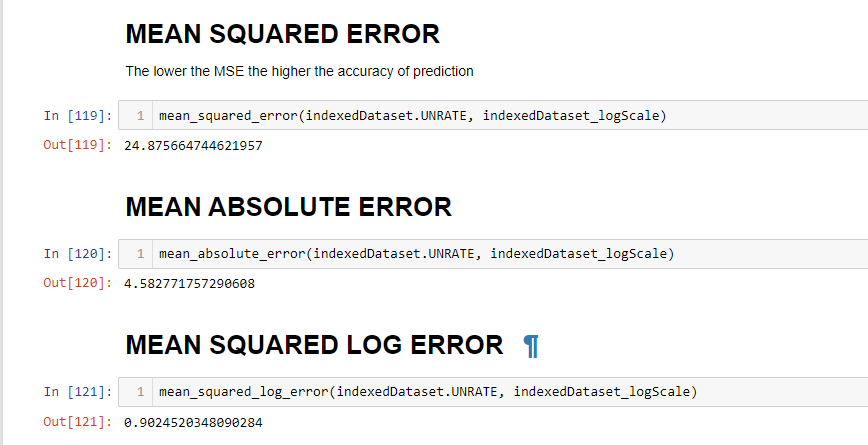 MEAN SQUARED ERROR
The lower the MSE the higher the accuracy of prediction
In [119]: 1 mean_squared_error(indexedDataset.UNRATE, indexedDataset_logScale)
Out[119]: 24.875664744621957
MEAN ABSOLUTE ERROR
In [120]: 1 mean_absolute_error(indexedDataset.UNRATE, indexedDataset_logScale)
Out[120]: 4.582771757290608
MEAN SQUARED LOG ERROR ¶
In [121]: 1 mean_squared_log_error(indexedDataset.UNRATE, indexedDataset_logScale)
Out[121]: 0.9024520348090284